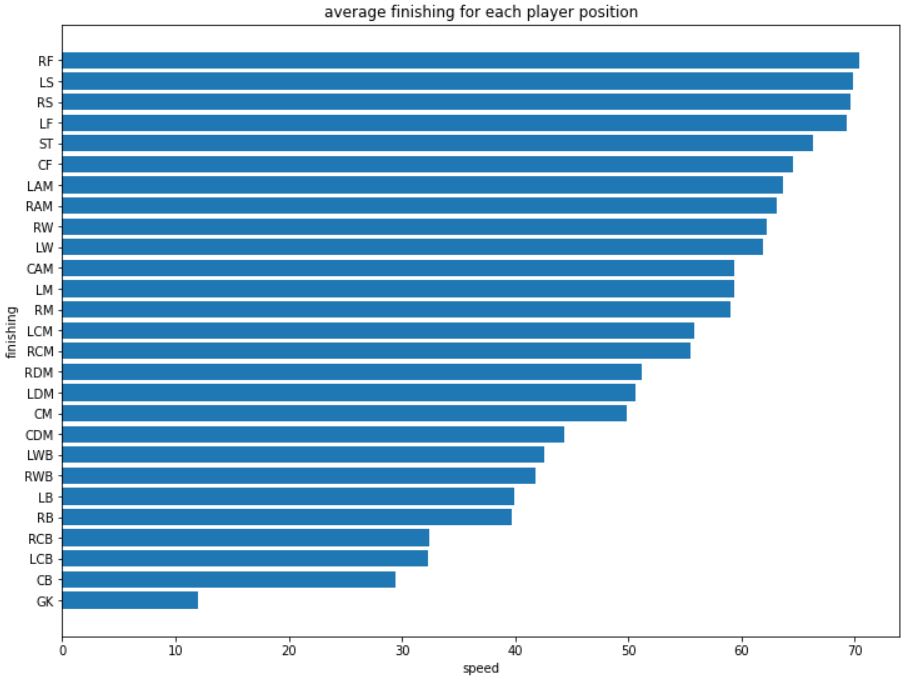 average finishing for each player position
RF
LS
RS
LF
ST
CF
LAM
RAM
RW
LW
CAM
LM
RM
LCM
RCM
RDM
LDM
CM
CDM
LWB
RWB
LB
RB
RCB
LCB
CB
GK
finishing
0 10 20 30 40 50 60 70
speed